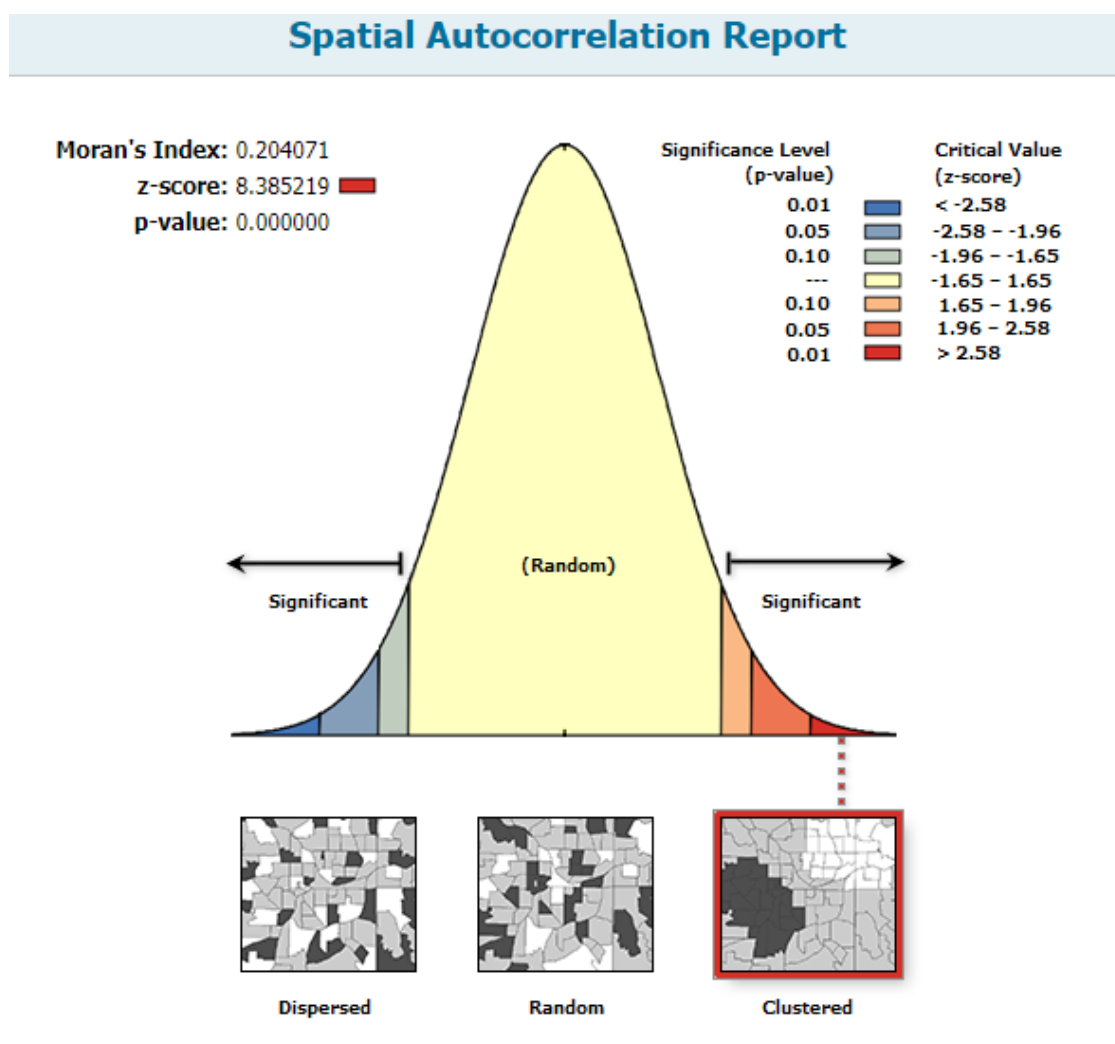 Spatial Autocorrelation Report
Moran's Index: 0.204071
z-score: 8.385219
p-value: 0.000000
Significance Level Critical Value
(p-value) (z-score)
0.01 < -2.58
0.05 -2.58 – -1.96
0.10 -1.96 – -1.65
--- -1.65 – 1.65
0.10 1.65 – 1.96
0.05 1.96 – 2.58
0.01 > 2.58
(Random)
Significant Significant
Dispersed Random Clustered